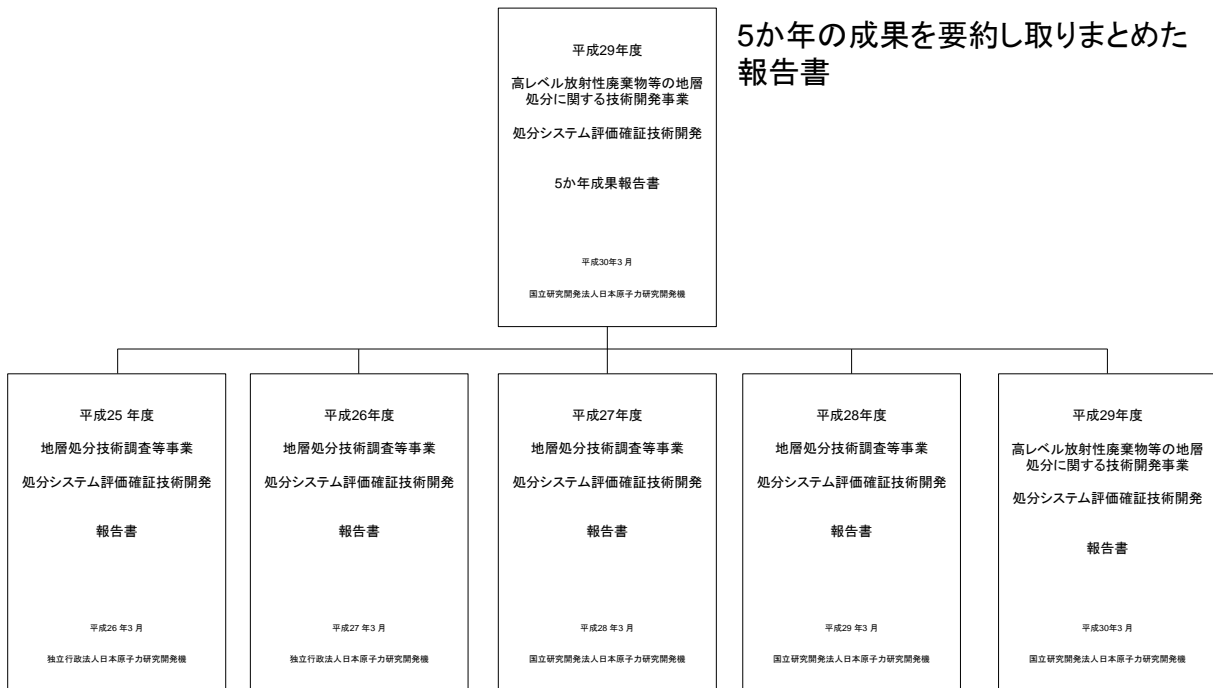 平成29年度
高レベル放射性廃棄物等の地層
処分に関する技術開発事業
処分システム評価確証技術開発
5か年成果報告書
平成30年3 月
国立研究開発法人日本原子力研究開発機
5か年の成果を要約し取りまとめた
報告書
平成25 年度
地層処分技術調査等事業
処分システム評価確証技術開発
報告書
平成26 年3 月
独立行政法人日本原子力研究開発機
平成26年度
地層処分技術調査等事業
処分システム評価確証技術開発
報告書
平成27 年3 月
独立行政法人日本原子力研究開発機
平成27年度
地層処分技術調査等事業
処分システム評価確証技術開発
報告書
平成28 年3 月
国立研究開発法人日本原子力研究開発機
平成28年度
地層処分技術調査等事業
処分システム評価確証技術開発
報告書
平成29 年3 月
国立研究開発法人日本原子力研究開発機
平成29年度
高レベル放射性廃棄物等の地層
処分に関する技術開発事業
処分システム評価確証技術開発
報告書
平成30年3 月
国立研究開発法人日本原子力研究開発機